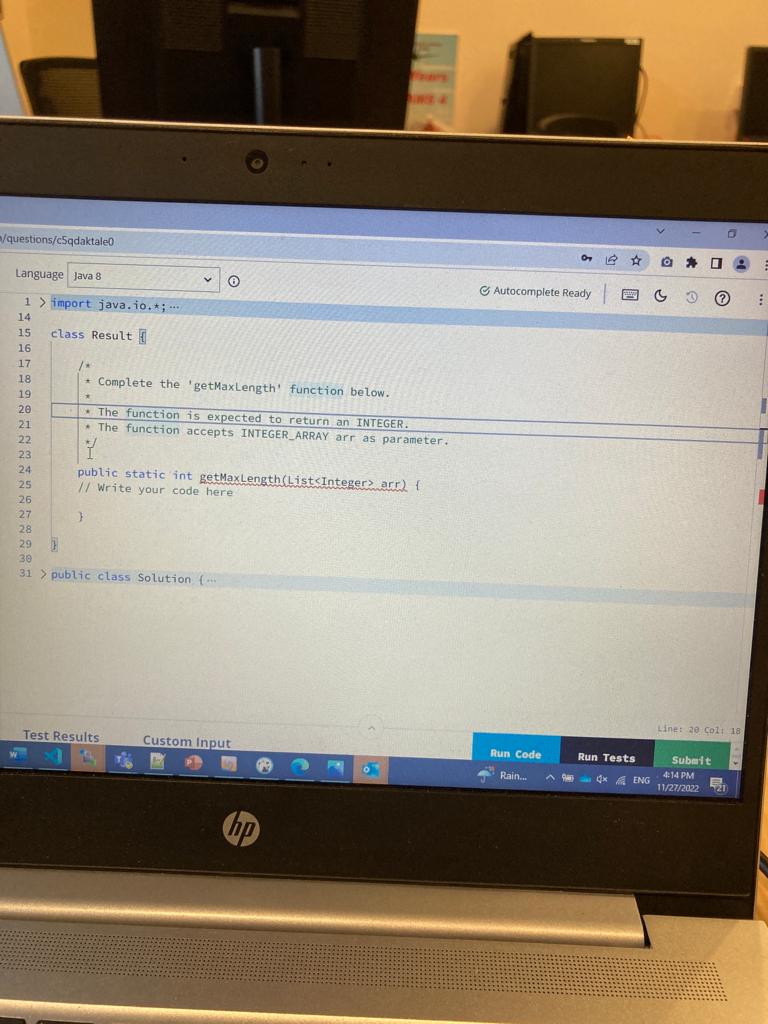 Years
/questions/c5qdaktale0
Language Java 8
Autocomplete Ready
1 > import java.io.*; ...
14
15 class Result {
16
17 /*
18 * Complete the 'getMaxLength' function below.
19 *
20 * The function is expected to return an INTEGER.
21 * The function accepts INTEGER_ARRAY arr as parameter.
22 */
23
24 public static int getMaxLength(List<Integer> arr) {
25 // Write your code here
26
27 }
28
29 }
30
31 > public class Solution { ...
Line: 20 Col: 18
Test Results Custom Input Run Code Run Tests Submit
Rain... ENG 4:14 PM
11/27/2022 21
hp